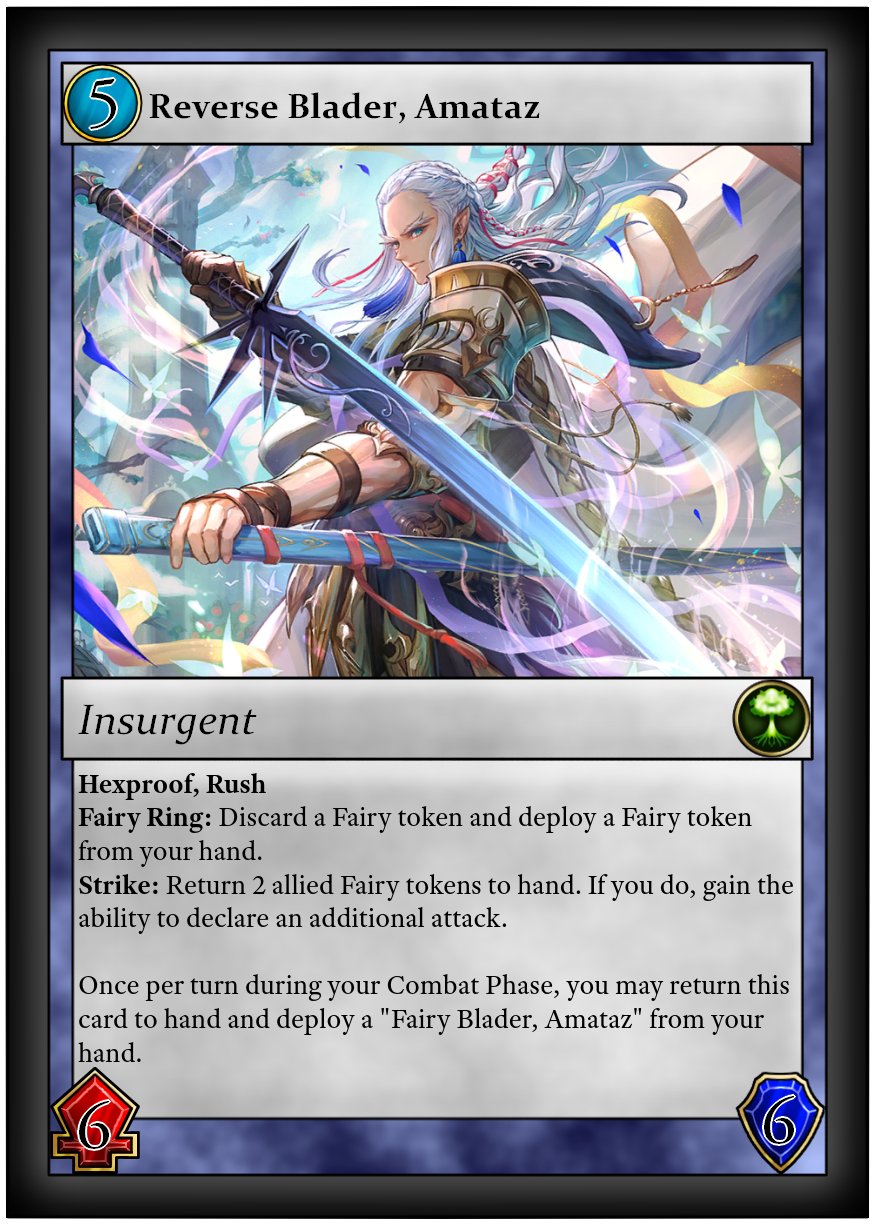 5 Reverse Blader, Amataz
Insurgent
Hexproof, Rush
Fairy Ring: Discard a Fairy token and deploy a Fairy token
from your hand.
Strike: Return 2 allied Fairy tokens to hand. If you do, gain the
ability to declare an additional attack.
Once per turn during your Combat Phase, you may return this
card to hand and deploy a "Fairy Blader, Amataz" from your
hand.
6 6